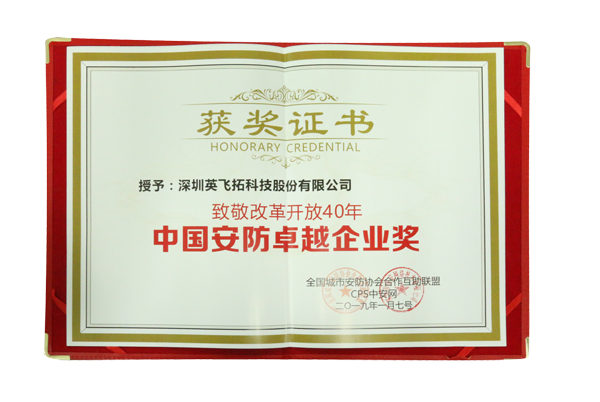 获奖证书
HONORARY CREDENTIAL
授予：深圳英飞拓科技股份有限公司
致敬改革开放40年
中国安防卓越企业奖
全国城市安防协会合作互助联盟
CPS中安网
二〇一九年一月七号